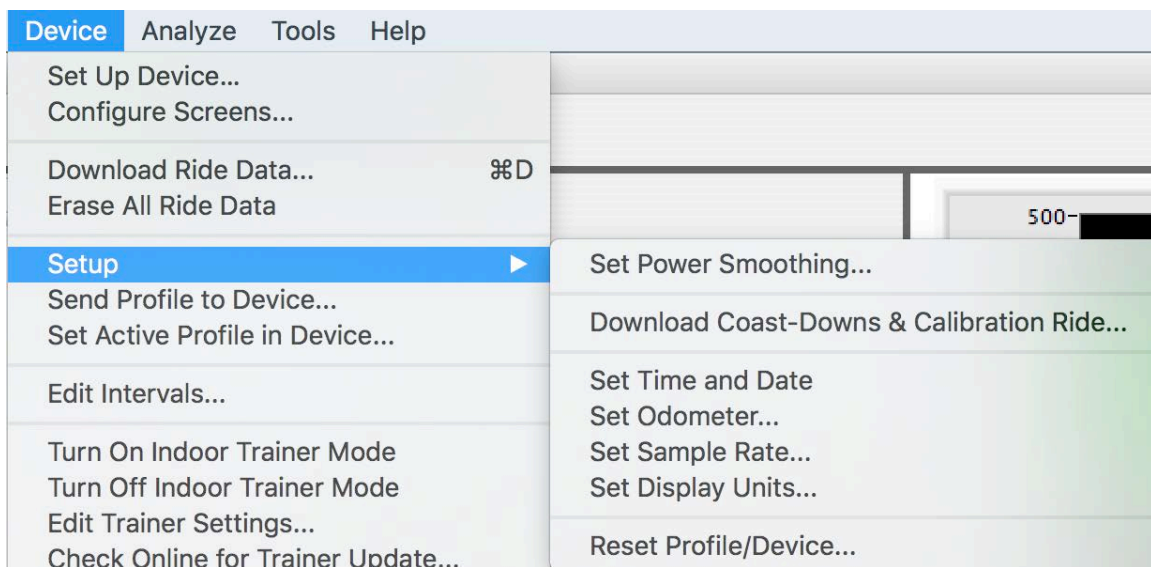 Device Analyze Tools Help
Set Up Device...
Configure Screens...
Download Ride Data... ⌘D
Erase All Ride Data
500-
Setup ▶
Send Profile to Device...
Set Active Profile in Device...
Edit Intervals...
Turn On Indoor Trainer Mode
Turn Off Indoor Trainer Mode
Edit Trainer Settings...
Check Online for Trainer Update...
Set Power Smoothing...
Download Coast-Downs & Calibration Ride...
Set Time and Date
Set Odometer...
Set Sample Rate...
Set Display Units...
Reset Profile/Device...